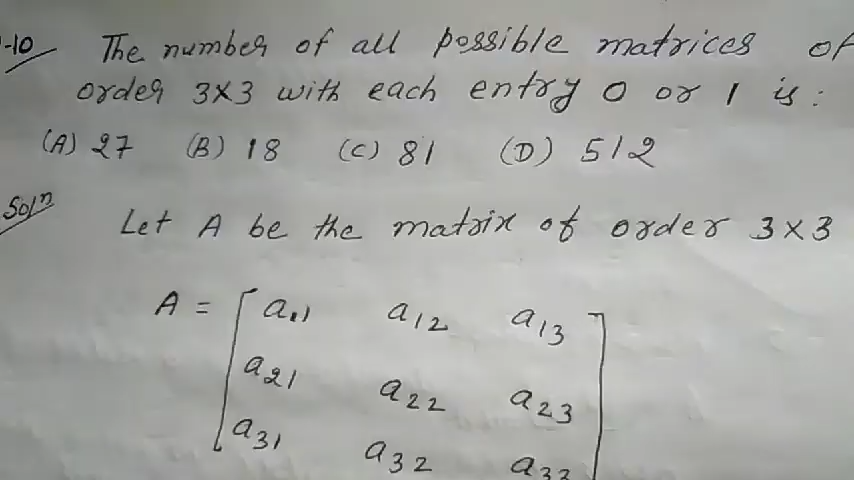 -10 The number of all possible matrices of
order 3×3 with each entry 0 or 1 is :
(A) 27 (B) 18 (C) 81 (D) 512
Solⁿ
Let A be the matrix of order 3×3
A = [ a11 a12 a13 ]
a21 a22 a23
a31 a32 a33